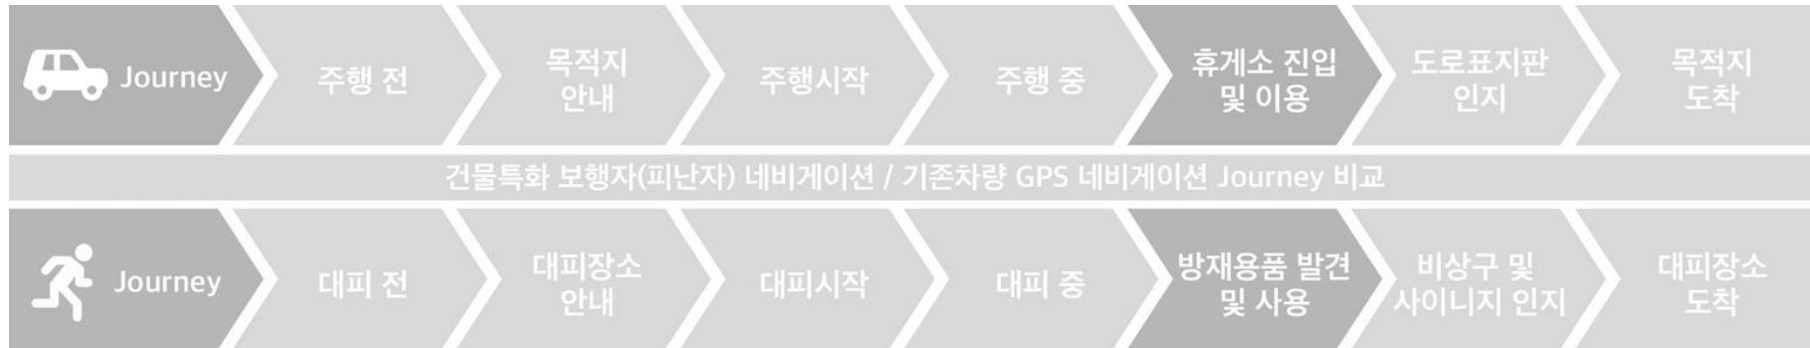 Journey
주행 전
목적지
안내
주행시작
주행 중
휴게소 진입
및 이용
도로표지판
인지
목적지
도착
건물특화 보행자(피난자) 네비게이션 / 기존차량 GPS 네비게이션 Journey 비교
Journey
대피 전
대피장소
안내
대피시작
대피 중
방재용품 발견
및 사용
비상구 및
사이니지 인지
대피장소
도착